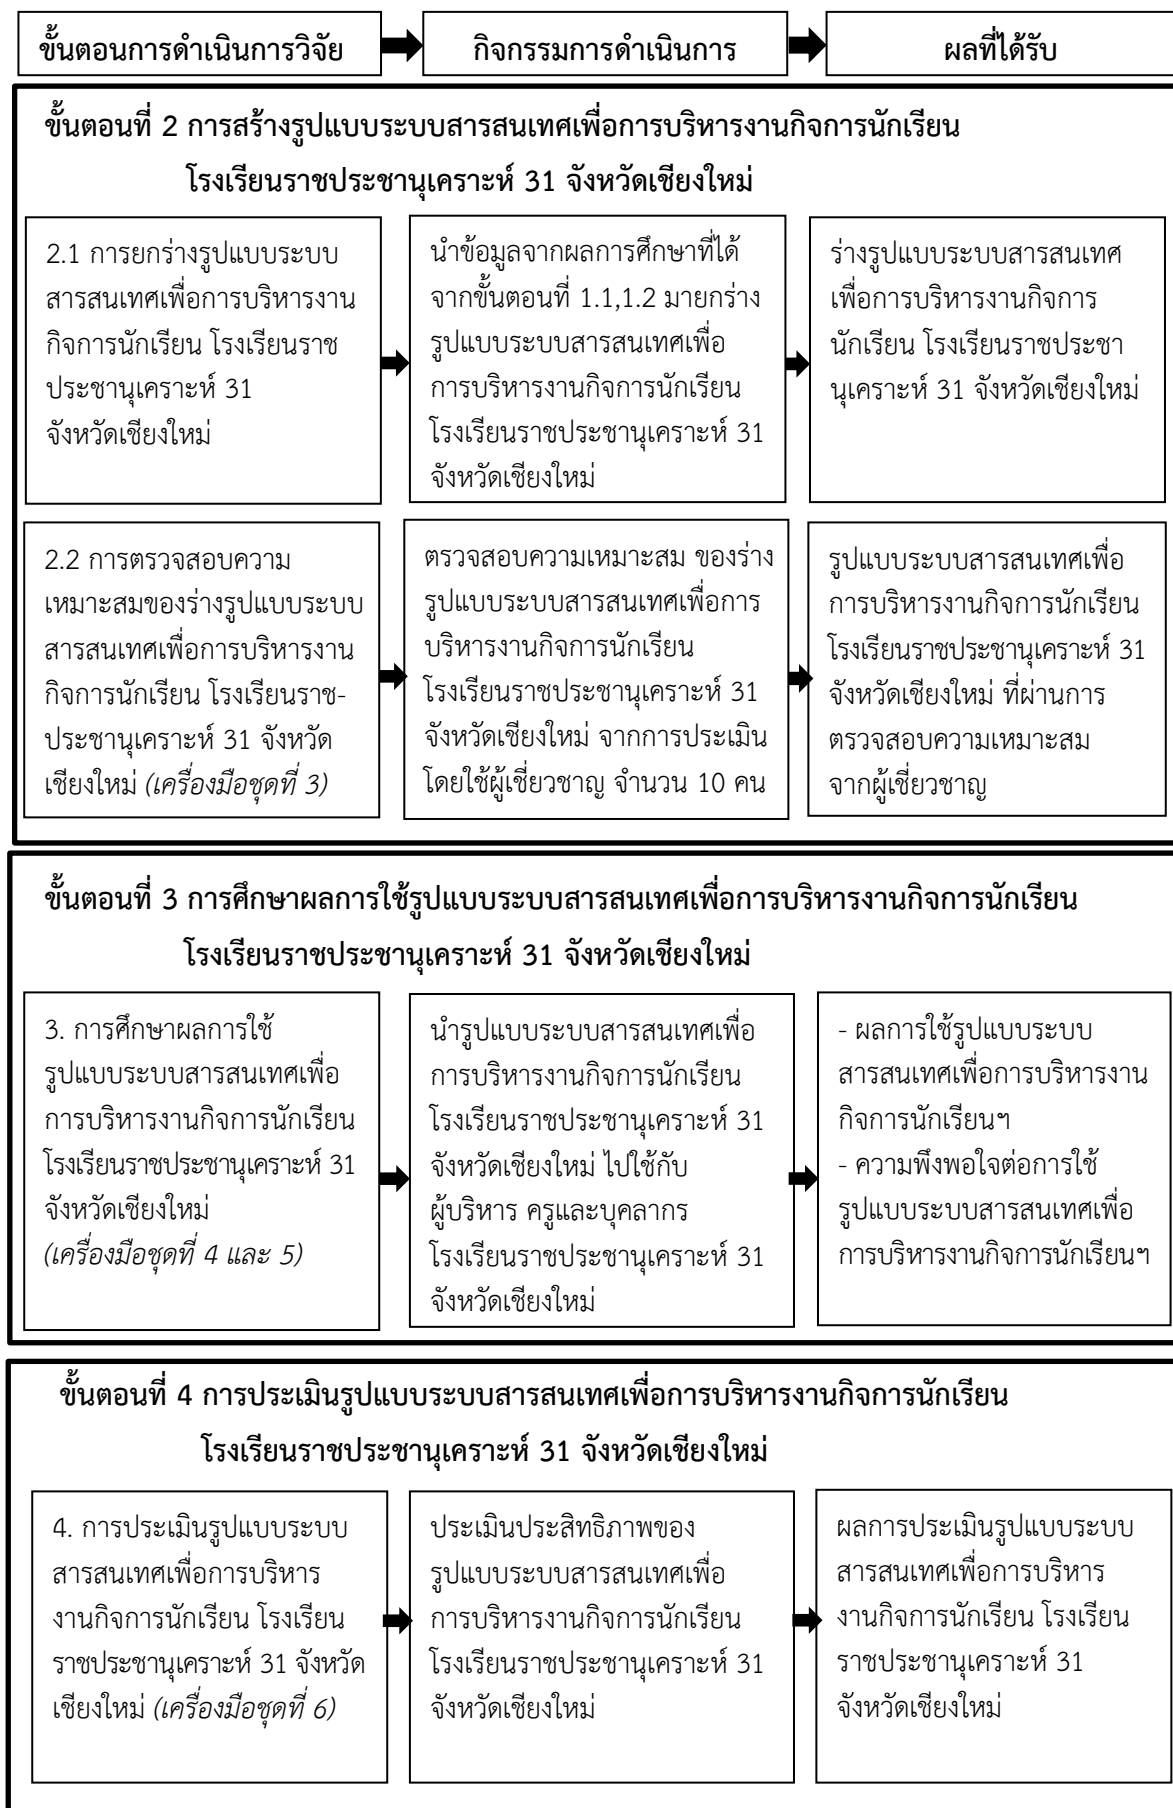 ขั้นตอนการดำเนินการวิจัย
กิจกรรมการดำเนินการ
ผลที่ได้รับ
ขั้นตอนที่ 2 การสร้างรูปแบบระบบสารสนเทศเพื่อการบริหารงานกิจการนักเรียน
โรงเรียนราชประชานุเคราะห์ 31 จังหวัดเชียงใหม่
2.1 การยกร่างรูปแบบระบบ
สารสนเทศเพื่อการบริหารงาน
กิจการนักเรียน โรงเรียนราช
ประชานุเคราะห์ 31
จังหวัดเชียงใหม่
นำข้อมูลจากผลการศึกษาที่ได้
จากขั้นตอนที่ 1.1,1.2 มายกร่าง
รูปแบบระบบสารสนเทศเพื่อ
การบริหารงานกิจการนักเรียน
โรงเรียนราชประชานุเคราะห์ 31
จังหวัดเชียงใหม่
ร่างรูปแบบระบบสารสนเทศ
เพื่อการบริหารงานกิจการ
นักเรียน โรงเรียนราชประชา
นุเคราะห์ 31 จังหวัดเชียงใหม่
2.2 การตรวจสอบความ
เหมาะสมของร่างรูปแบบระบบ
สารสนเทศเพื่อการบริหารงาน
กิจการนักเรียน โรงเรียนราช-
ประชานุเคราะห์ 31 จังหวัด
เชียงใหม่ (เครื่องมือชุดที่ 3)
ตรวจสอบความเหมาะสม ของร่าง
รูปแบบระบบสารสนเทศเพื่อการ
บริหารงานกิจการนักเรียน
โรงเรียนราชประชานุเคราะห์ 31
จังหวัดเชียงใหม่ จากการประเมิน
โดยใช้ผู้เชี่ยวชาญ จำนวน 10 คน
รูปแบบระบบสารสนเทศเพื่อ
การบริหารงานกิจการนักเรียน
โรงเรียนราชประชานุเคราะห์ 31
จังหวัดเชียงใหม่ ที่ผ่านการ
ตรวจสอบความเหมาะสม
จากผู้เชี่ยวชาญ
ขั้นตอนที่ 3 การศึกษาผลการใช้รูปแบบระบบสารสนเทศเพื่อการบริหารงานกิจการนักเรียน
โรงเรียนราชประชานุเคราะห์ 31 จังหวัดเชียงใหม่
3. การศึกษาผลการใช้
รูปแบบระบบสารสนเทศเพื่อ
การบริหารงานกิจการนักเรียน
โรงเรียนราชประชานุเคราะห์ 31
จังหวัดเชียงใหม่
(เครื่องมือชุดที่ 4 และ 5)
นำรูปแบบระบบสารสนเทศเพื่อ
การบริหารงานกิจการนักเรียน
โรงเรียนราชประชานุเคราะห์ 31
จังหวัดเชียงใหม่ ไปใช้กับ
ผู้บริหาร ครูและบุคลากร
โรงเรียนราชประชานุเคราะห์ 31
จังหวัดเชียงใหม่
- ผลการใช้รูปแบบระบบ
สารสนเทศเพื่อการบริหารงาน
กิจการนักเรียนฯ
- ความพึงพอใจต่อการใช้
รูปแบบระบบสารสนเทศเพื่อ
การบริหารงานกิจการนักเรียนฯ
ขั้นตอนที่ 4 การประเมินรูปแบบระบบสารสนเทศเพื่อการบริหารงานกิจการนักเรียน
โรงเรียนราชประชานุเคราะห์ 31 จังหวัดเชียงใหม่
4. การประเมินรูปแบบระบบ
สารสนเทศเพื่อการบริหาร
งานกิจการนักเรียน โรงเรียน
ราชประชานุเคราะห์ 31 จังหวัด
เชียงใหม่ (เครื่องมือชุดที่ 6)
ประเมินประสิทธิภาพของ
รูปแบบระบบสารสนเทศเพื่อ
การบริหารงานกิจการนักเรียน
โรงเรียนราชประชานุเคราะห์ 31
จังหวัดเชียงใหม่
ผลการประเมินรูปแบบระบบ
สารสนเทศเพื่อการบริหาร
งานกิจการนักเรียน โรงเรียน
ราชประชานุเคราะห์ 31
จังหวัดเชียงใหม่